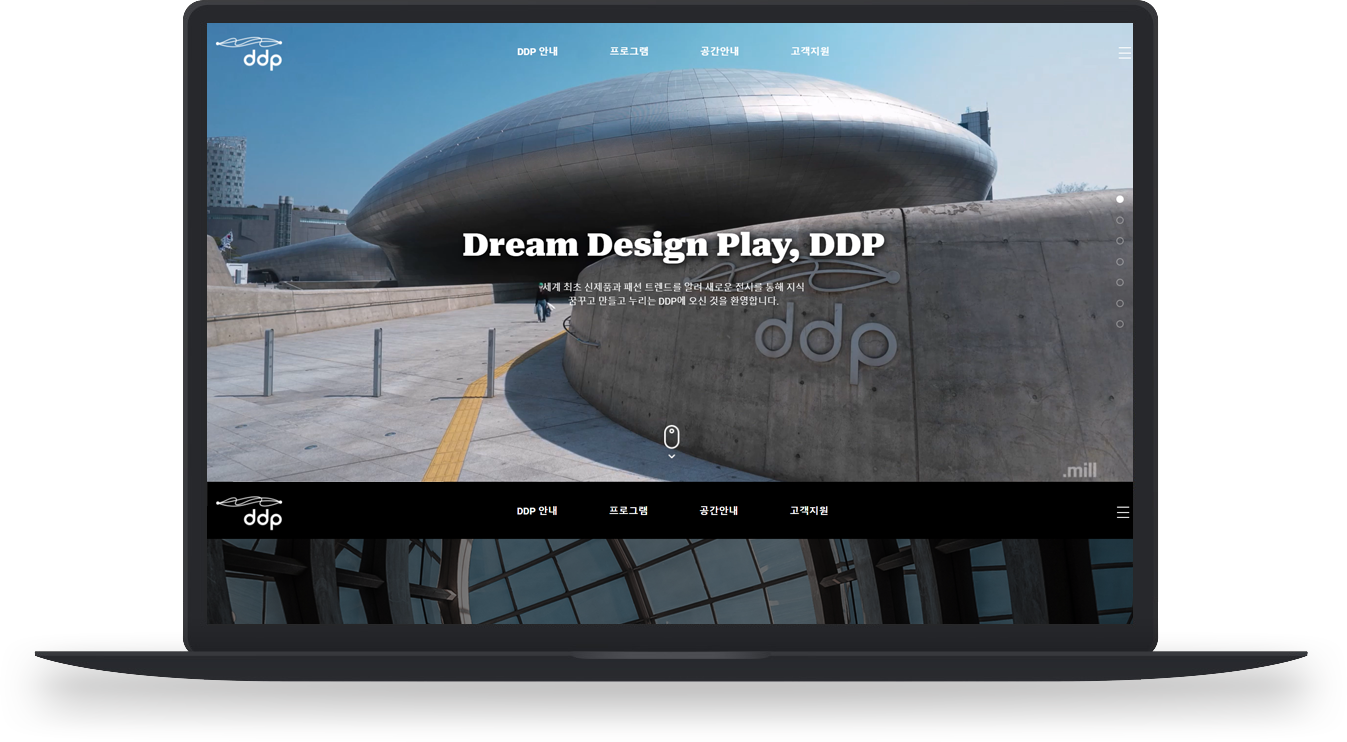 ddp
DDP 안내 프로그램 공간안내 고객지원
Dream Design Play, DDP
세계 최초 신제품과 패션 트렌드를 알려 새로운 전시를 통해 지식
꿈꾸고 만들고 누리는 DDP에 오신 것을 환영합니다.
ddp
.mill
ddp
DDP 안내 프로그램 공간안내 고객지원